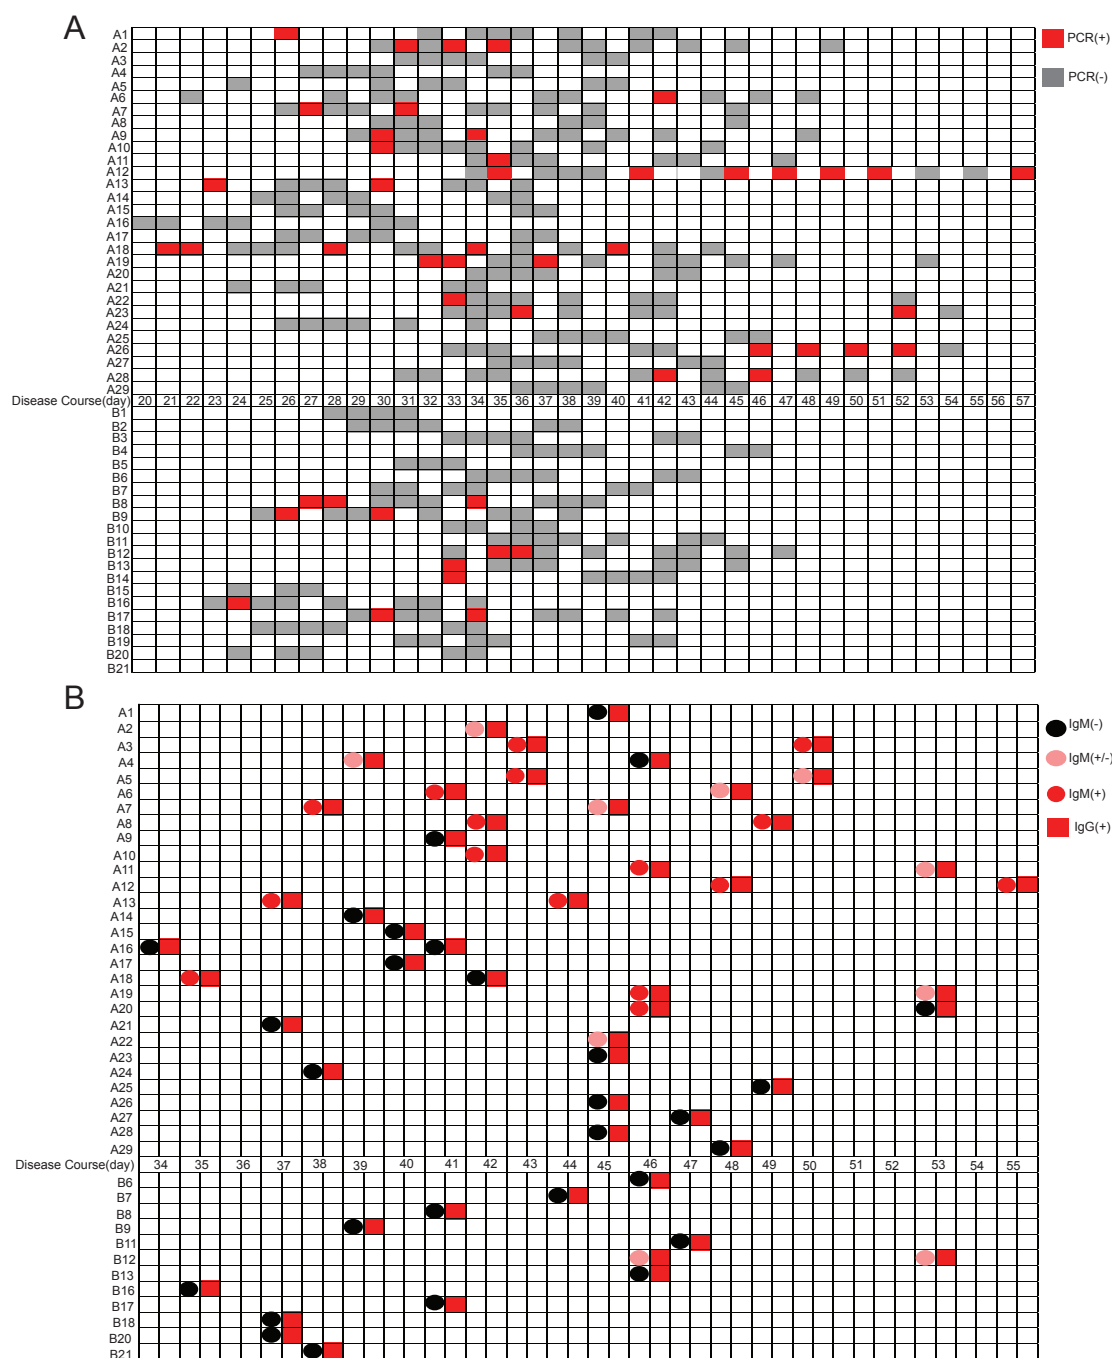 A
A1
PCR(+)
A2
A3
PCR(-)
A4
A5
A6
A7
A8
A9
A10
A11
A12
A13
A14
A15
A16
A17
A18
A19
A20
A21
A22
A23
A24
A25
A26
A27
A28
A29
Disease Course(day) 20 21 22 23 24 25 26 27 28 29 30 31 32 33 34 35 36 37 38 39 40 41 42 43 44 45 46 47 48 49 50 51 52 53 54 55 56 57
B1
B2
B3
B4
B5
B6
B7
B8
B9
B10
B11
B12
B13
B14
B15
B16
B17
B18
B19
B20
B21
B
A1
IgM(-)
A2
A3
IgM(+/-)
A4
A5
IgM(+)
A6
A7
IgG(+)
A8
A9
A10
A11
A12
A13
A14
A15
A16
A17
A18
A19
A20
A21
A22
A23
A24
A25
A26
A27
A28
A29
Disease Course(day) 34 35 36 37 38 39 40 41 42 43 44 45 46 47 48 49 50 51 52 53 54 55
B6
B7
B8
B9
B11
B12
B13
B16
B17
B18
B20
B21